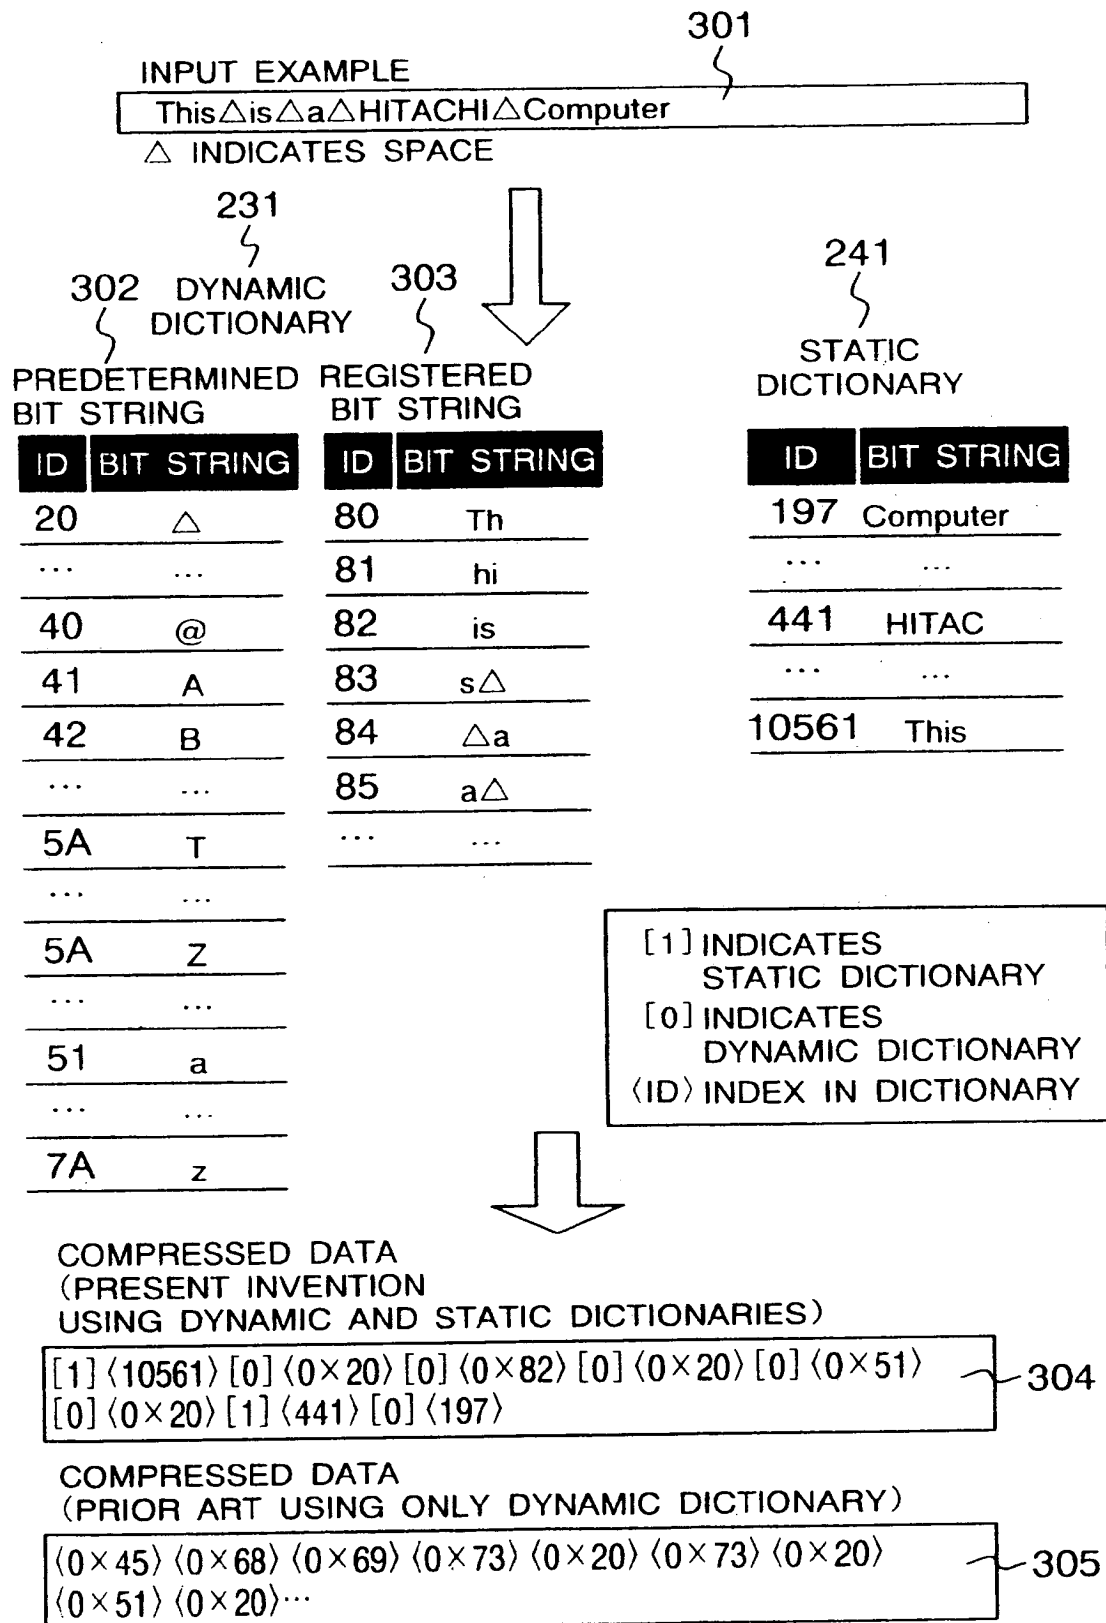 301
INPUT EXAMPLE
This△is△a△HITACHI△Computer
△ INDICATES SPACE
231
302 DYNAMIC DICTIONARY 303
241
STATIC DICTIONARY
PREDETERMINED BIT STRING
REGISTERED BIT STRING
ID BIT STRING
20 △
... ...
40 @
41 A
42 B
... ...
5A T
... ...
5A Z
... ...
51 a
... ...
7A z
ID BIT STRING
80 Th
81 hi
82 is
83 s△
84 △a
85 a△
... ...
ID BIT STRING
197 Computer
... ...
441 HITAC
... ...
10561 This
[1] INDICATES
STATIC DICTIONARY
[0] INDICATES
DYNAMIC DICTIONARY
⟨ID⟩ INDEX IN DICTIONARY
COMPRESSED DATA
(PRESENT INVENTION
USING DYNAMIC AND STATIC DICTIONARIES)
[1]⟨10561⟩[0]⟨0×20⟩[0]⟨0×82⟩[0]⟨0×20⟩[0]⟨0×51⟩
[0]⟨0×20⟩[1]⟨441⟩[0]⟨197⟩
304
COMPRESSED DATA
(PRIOR ART USING ONLY DYNAMIC DICTIONARY)
⟨0×45⟩⟨0×68⟩⟨0×69⟩⟨0×73⟩⟨0×20⟩⟨0×73⟩⟨0×20⟩
⟨0×51⟩⟨0×20⟩...
305